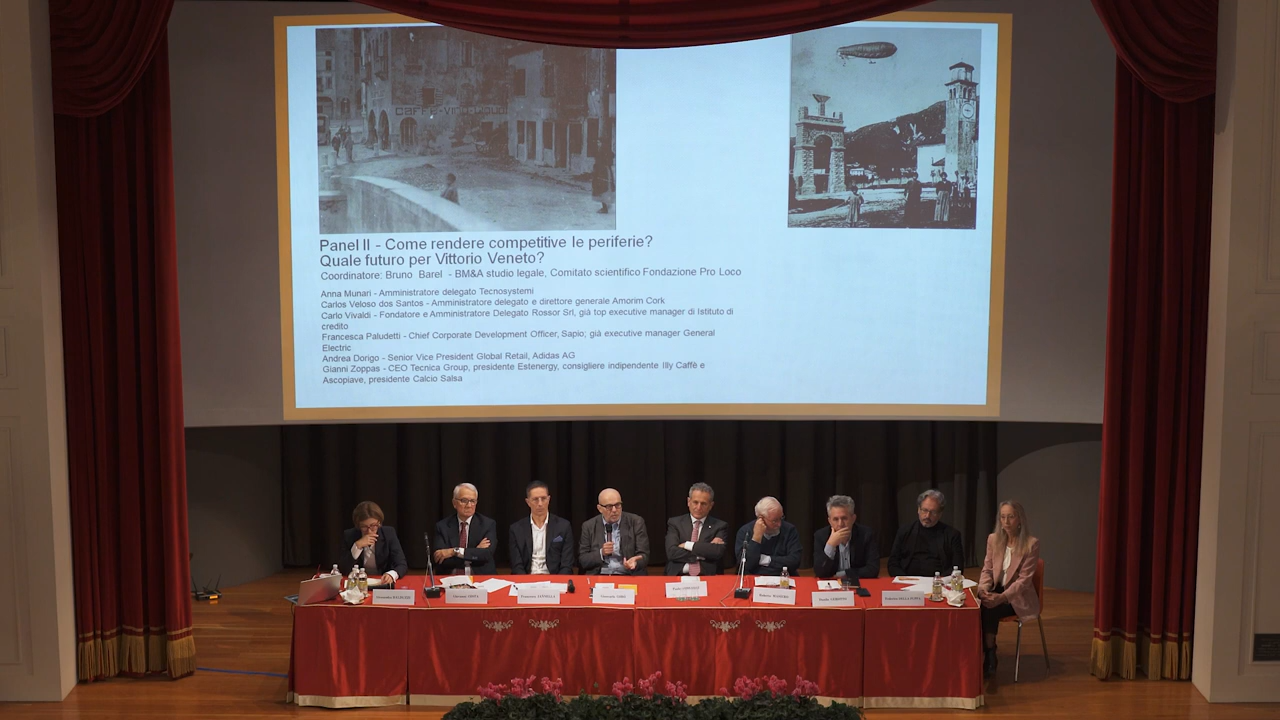 CAFFE-VITTORIO
Panel II - Come rendere competitive le periferie?
Quale futuro per Vittorio Veneto?
Coordinatore: Bruno Barel - BM&A studio legale, Comitato scientifico Fondazione Pro Loco
Anna Munari - Amministratore delegato Tecnosystemi
Carlos Veloso dos Santos - Amministratore delegato e direttore generale Amorim Cork
Carlo Vivaldi - Fondatore e Amministratore Delegato Rossor Srl, già top executive manager di Istituto di
credito
Francesca Paludetti - Chief Corporate Development Officer, Sapio; già executive manager General
Electric
Andrea Dorigo - Senior Vice President Global Retail, Adidas AG
Gianni Zoppas - CEO Tecnica Group, presidente Estenergy, consigliere indipendente Illy Caffè e
Ascopiave, presidente Calcio Salsa